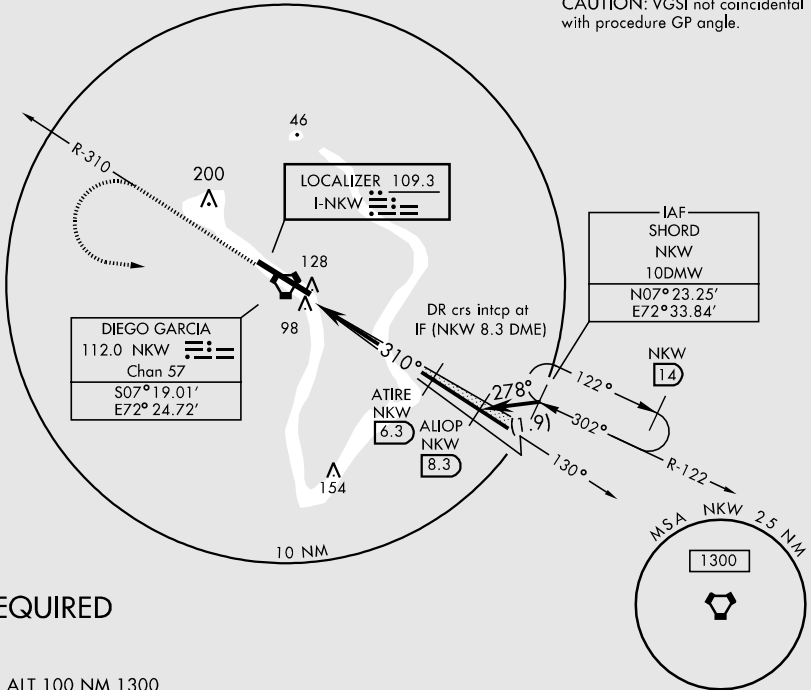 CAUTION: VGSI not coincidental
with procedure GP angle.
46
R-310
200
LOCALIZER 109.3
I-NKW
IAF
SHORD
NKW
10DMW
N07° 23.25'
E72° 33.84'
128
98
DIEGO GARCIA
112.0 NKW
Chan 57
S07° 19.01'
E72° 24.72'
DR crs intcp at
IF (NKW 8.3 DME)
310°
NKW
14
278°
122°
ATIRE
NKW
6.3
ALIOP
NKW
8.3
(1.9)
302°
R-122
130°
154
10 NM
MSA NKW 25 NM
1300
EQUIRED
ALT 100 NM 1300